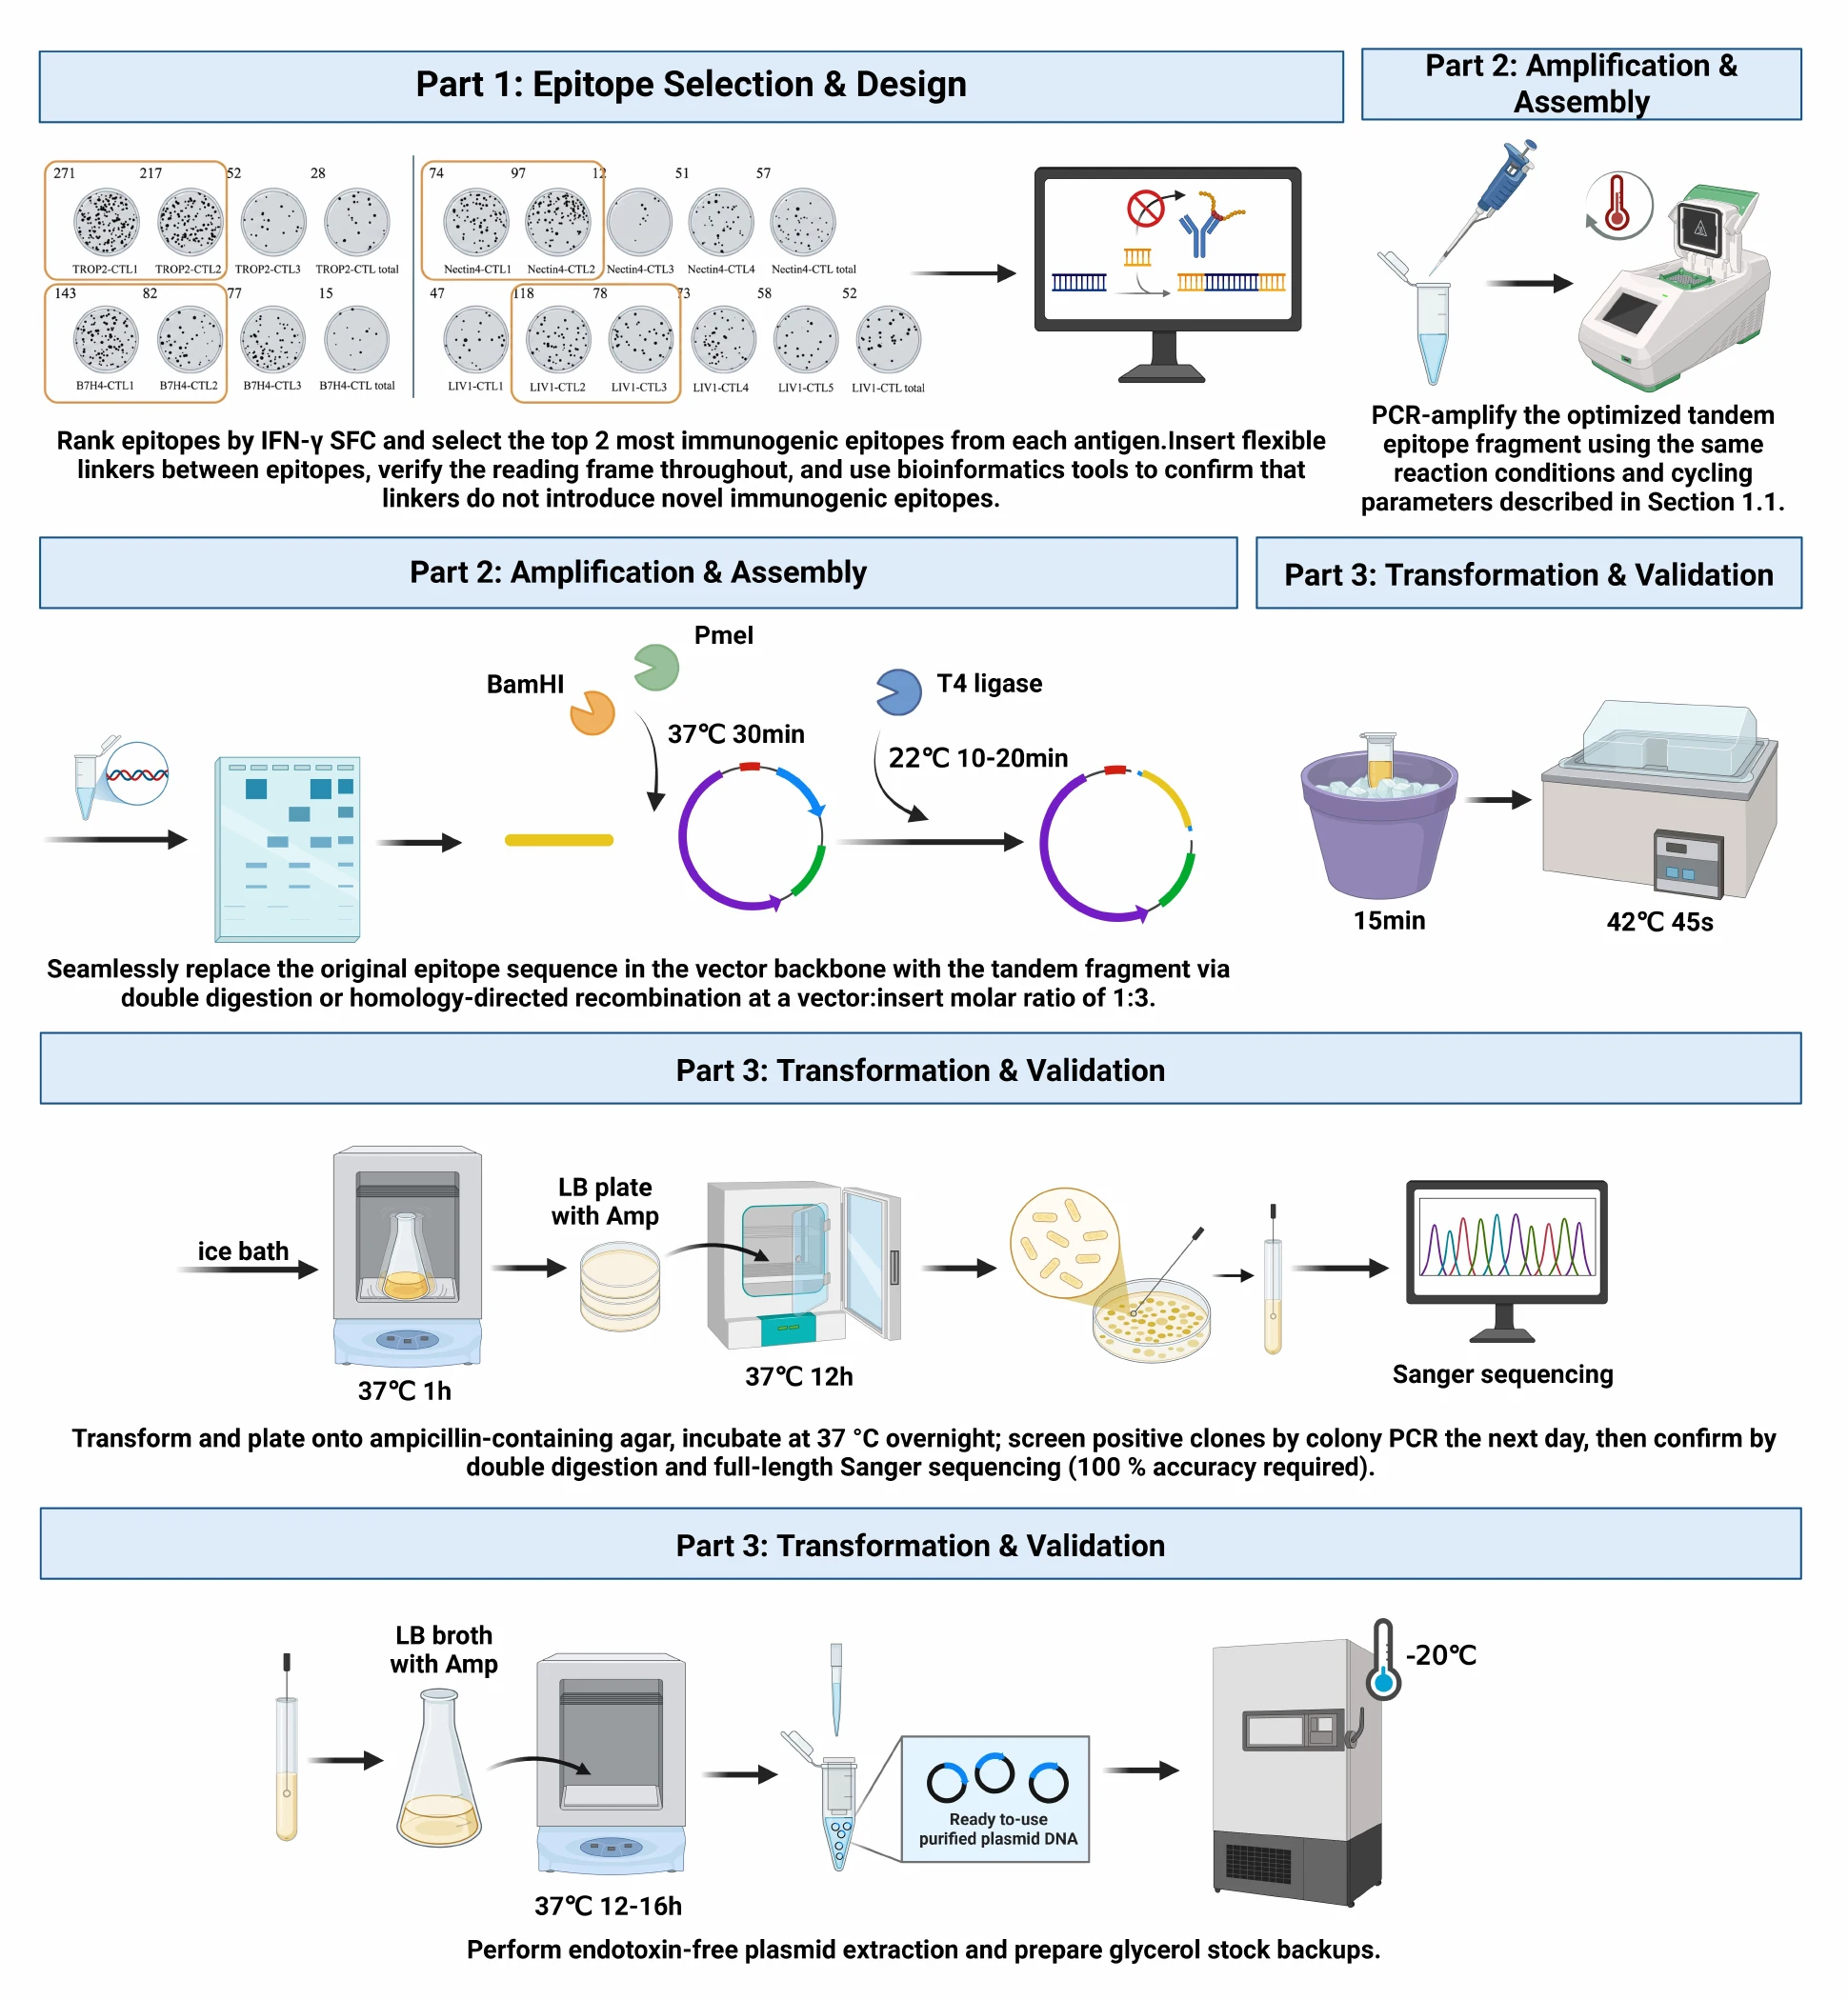 Part 1: Epitope Selection & Design
Part 2: Amplification &
Assembly
271 217 52 28
TROP2-CTL1 TROP2-CTL2 TROP2-CTL3 TROP2-CTL total
143 82 77 15
B7H4-CTL1 B7H4-CTL2 B7H4-CTL3 B7H4-CTL total
74 97 12 51 57
Nectin4-CTL1 Nectin4-CTL2 Nectin4-CTL3 Nectin4-CTL4 Nectin4-CTL total
47 118 78 73 58 52
LIV1-CTL1 LIV1-CTL2 LIV1-CTL3 LIV1-CTL4 LIV1-CTL5 LIV1-CTL total
Rank epitopes by IFN-γ SFC and select the top 2 most immunogenic epitopes from each antigen.Insert flexible
linkers between epitopes, verify the reading frame throughout, and use bioinformatics tools to confirm that
linkers do not introduce novel immunogenic epitopes.
PCR-amplify the optimized tandem
epitope fragment using the same
reaction conditions and cycling
parameters described in Section 1.1.
Part 2: Amplification & Assembly
Part 3: Transformation & Validation
PmeI
BamHI
37℃ 30min
T4 ligase
22℃ 10-20min
15min
42℃ 45s
Seamlessly replace the original epitope sequence in the vector backbone with the tandem fragment via
double digestion or homology-directed recombination at a vector:insert molar ratio of 1:3.
Part 3: Transformation & Validation
ice bath
37℃ 1h
LB plate
with Amp
37℃ 12h
Sanger sequencing
Transform and plate onto ampicillin-containing agar, incubate at 37 °C overnight; screen positive clones by colony PCR the next day, then confirm by
double digestion and full-length Sanger sequencing (100 % accuracy required).
Part 3: Transformation & Validation
LB broth
with Amp
37℃ 12-16h
Ready to-use
purified plasmid DNA
-20℃
Perform endotoxin-free plasmid extraction and prepare glycerol stock backups.